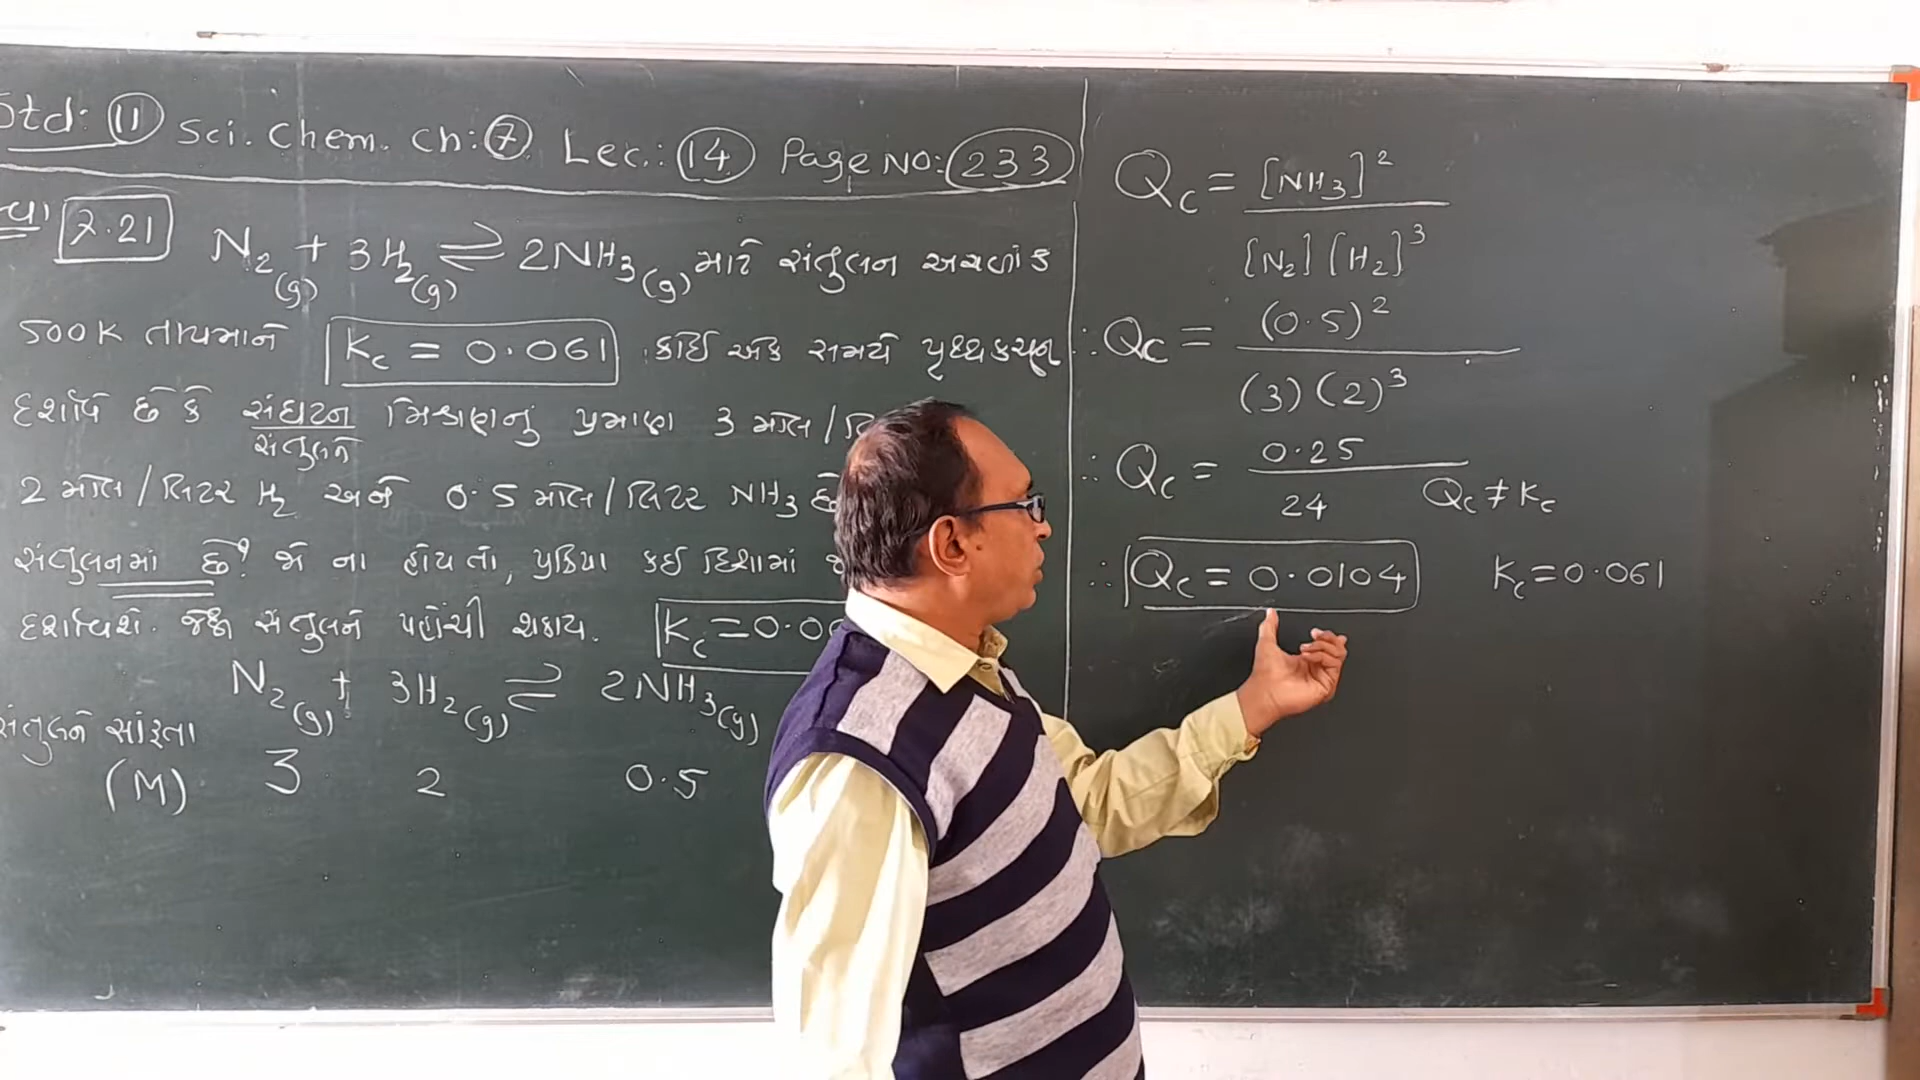 Std: 11 Sci. Chem. Ch: 7. Lec.: 14. Page No: 233
7.21 N2(g) + 3H2(g) ⇌ 2NH3(g) માટે સંતુલન અચળાંક
500K તાપમાને Kc = 0.061 કોઈ એક સમયે પૃથ્થકરણ
દર્શાવે છે કે સંઘટન મિશ્રણનું પ્રમાણ 3 મોલ/
સંતુલને
2 મોલ/લિટર H2 અને 0.5 મોલ/લિટર NH3
સંતુલનમાં છે? જો ના હોય તો, પ્રક્રિયા કઈ દિશામાં
દર્શાવશે. જેથી સંતુલને પહોંચી શકાય. Kc = 0.0
N2(g) + 3H2(g) ⇌ 2NH3(g)
સંતુલને સાંદ્રતા
(M) 3 2 0.5
Qc = [NH3]²
[N2] [H2]³
∴ Qc = (0.5)²
(3) (2)³
∴ Qc = 0.25
24 Qc ≠ Kc
∴ Qc = 0.0104 Kc = 0.061